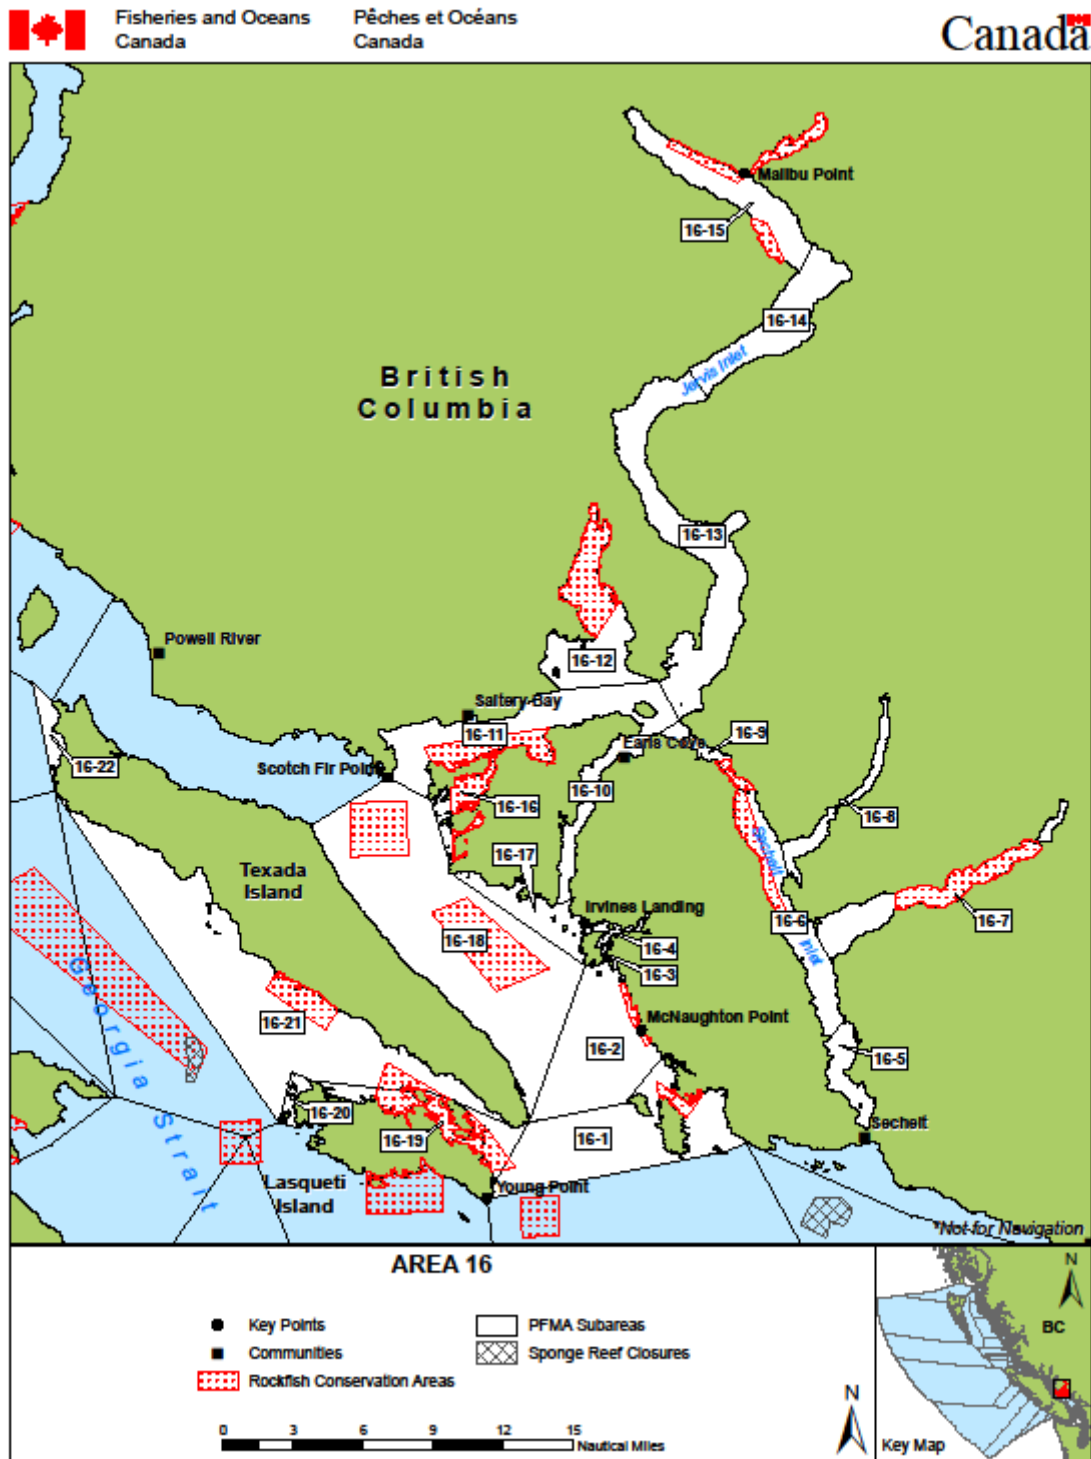 Fisheries and Oceans
Canada
Pêches et Océans
Canada
Canada
Malibu Point
16-15
16-14
Jervis Inlet
British
Columbia
16-13
Powell River
16-12
Saltery Bay
16-11
Earls Cove
16-9
16-22
Scotch Fir Point
16-16
16-10
16-8
Sechelt
Inlet
Texada
Island
16-17
Irvines Landing
16-6
16-7
16-18
16-4
16-3
Georgia Strait
16-21
McNaughton Point
16-2
16-5
16-20
16-19
16-1
Sechelt
Lasqueti
Island
Young Point
*Not for Navigation
AREA 16
Key Points
Communities
Rockfish Conservation Areas
PFMA Subareas
Sponge Reef Closures
0 3 6 9 12 15
Nautical Miles
N
N
BC
Key Map